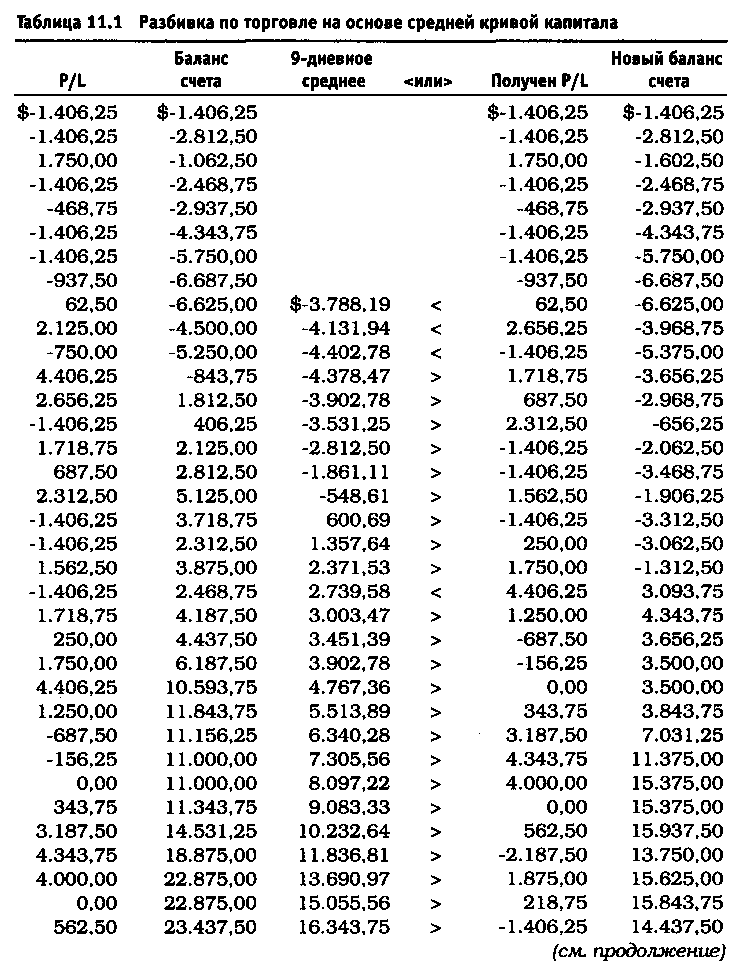 Таблица 11.1 Разбивка по торговле на основе средней кривой капитала
Баланс 9-дневное Новый баланс
P/L счета среднее <или> Получен P/L счета
$-1.406,25 $-1.406,25 $-1.406,25 $-1.406,25
-1.406,25 -2.812,50 -1.406,25 -2.812,50
1.750,00 -1.062,50 1.750,00 -1.602,50
-1.406,25 -2.468,75 -1.406,25 -2.468,75
-468,75 -2.937,50 -468,75 -2.937,50
-1.406,25 -4.343,75 -1.406,25 -4.343,75
-1.406,25 -5.750,00 -1.406,25 -5.750,00
-937,50 -6.687,50 -937,50 -6.687,50
62,50 -6.625,00 $-3.788,19 < 62,50 -6.625,00
2.125,00 -4.500,00 -4.131,94 < 2.656,25 -3.968,75
-750,00 -5.250,00 -4.402,78 < -1.406,25 -5.375,00
4.406,25 -843,75 -4.378,47 > 1.718,75 -3.656,25
2.656,25 1.812,50 -3.902,78 > 687,50 -2.968,75
-1.406,25 406,25 -3.531,25 > 2.312,50 -656,25
1.718,75 2.125,00 -2.812,50 > -1.406,25 -2.062,50
687,50 2.812,50 -1.861,11 > -1.406,25 -3.468,75
2.312,50 5.125,00 -548,61 > 1.562,50 -1.906,25
-1.406,25 3.718,75 600,69 > -1.406,25 -3.312,50
-1.406,25 2.312,50 1.357,64 > 250,00 -3.062,50
1.562,50 3.875,00 2.371,53 > 1.750,00 -1.312,50
-1.406,25 2.468,75 2.739,58 < 4.406,25 3.093,75
1.718,75 4.187,50 3.003,47 > 1.250,00 4.343,75
250,00 4.437,50 3.451,39 > -687,50 3.656,25
1.750,00 6.187,50 3.902,78 > -156,25 3.500,00
4.406,25 10.593,75 4.767,36 > 0,00 3.500,00
1.250,00 11.843,75 5.513,89 > 343,75 3.843,75
-687,50 11.156,25 6.340,28 > 3.187,50 7.031,25
-156,25 11.000,00 7.305,56 > 4.343,75 11.375,00
0,00 11.000,00 8.097,22 > 4.000,00 15.375,00
343,75 11.343,75 9.083,33 > 0,00 15.375,00
3.187,50 14.531,25 10.232,64 > 562,50 15.937,50
4.343,75 18.875,00 11.836,81 > -2.187,50 13.750,00
4.000,00 22.875,00 13.690,97 > 1.875,00 15.625,00
0,00 22.875,00 15.055,56 > 218,75 15.843,75
562,50 23.437,50 16.343,75 > -1.406,25 14.437,50
(см. продолжение)